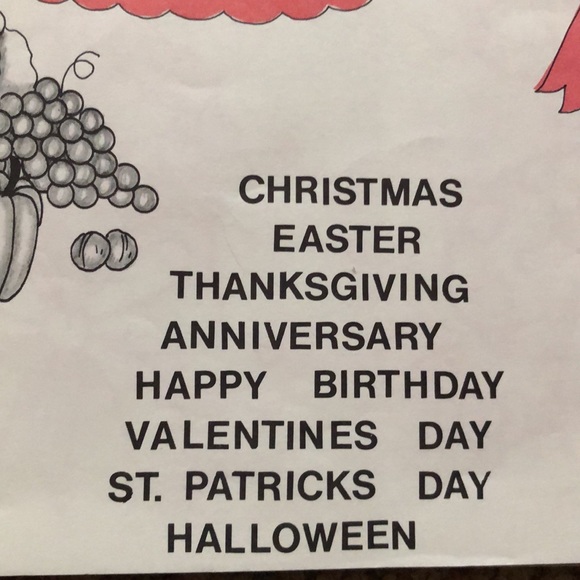 CHRISTMAS
EASTER
THANKSGIVING
ANNIVERSARY
HAPPY BIRTHDAY
VALENTINES DAY
ST. PATRICKS DAY
HALLOWEEN